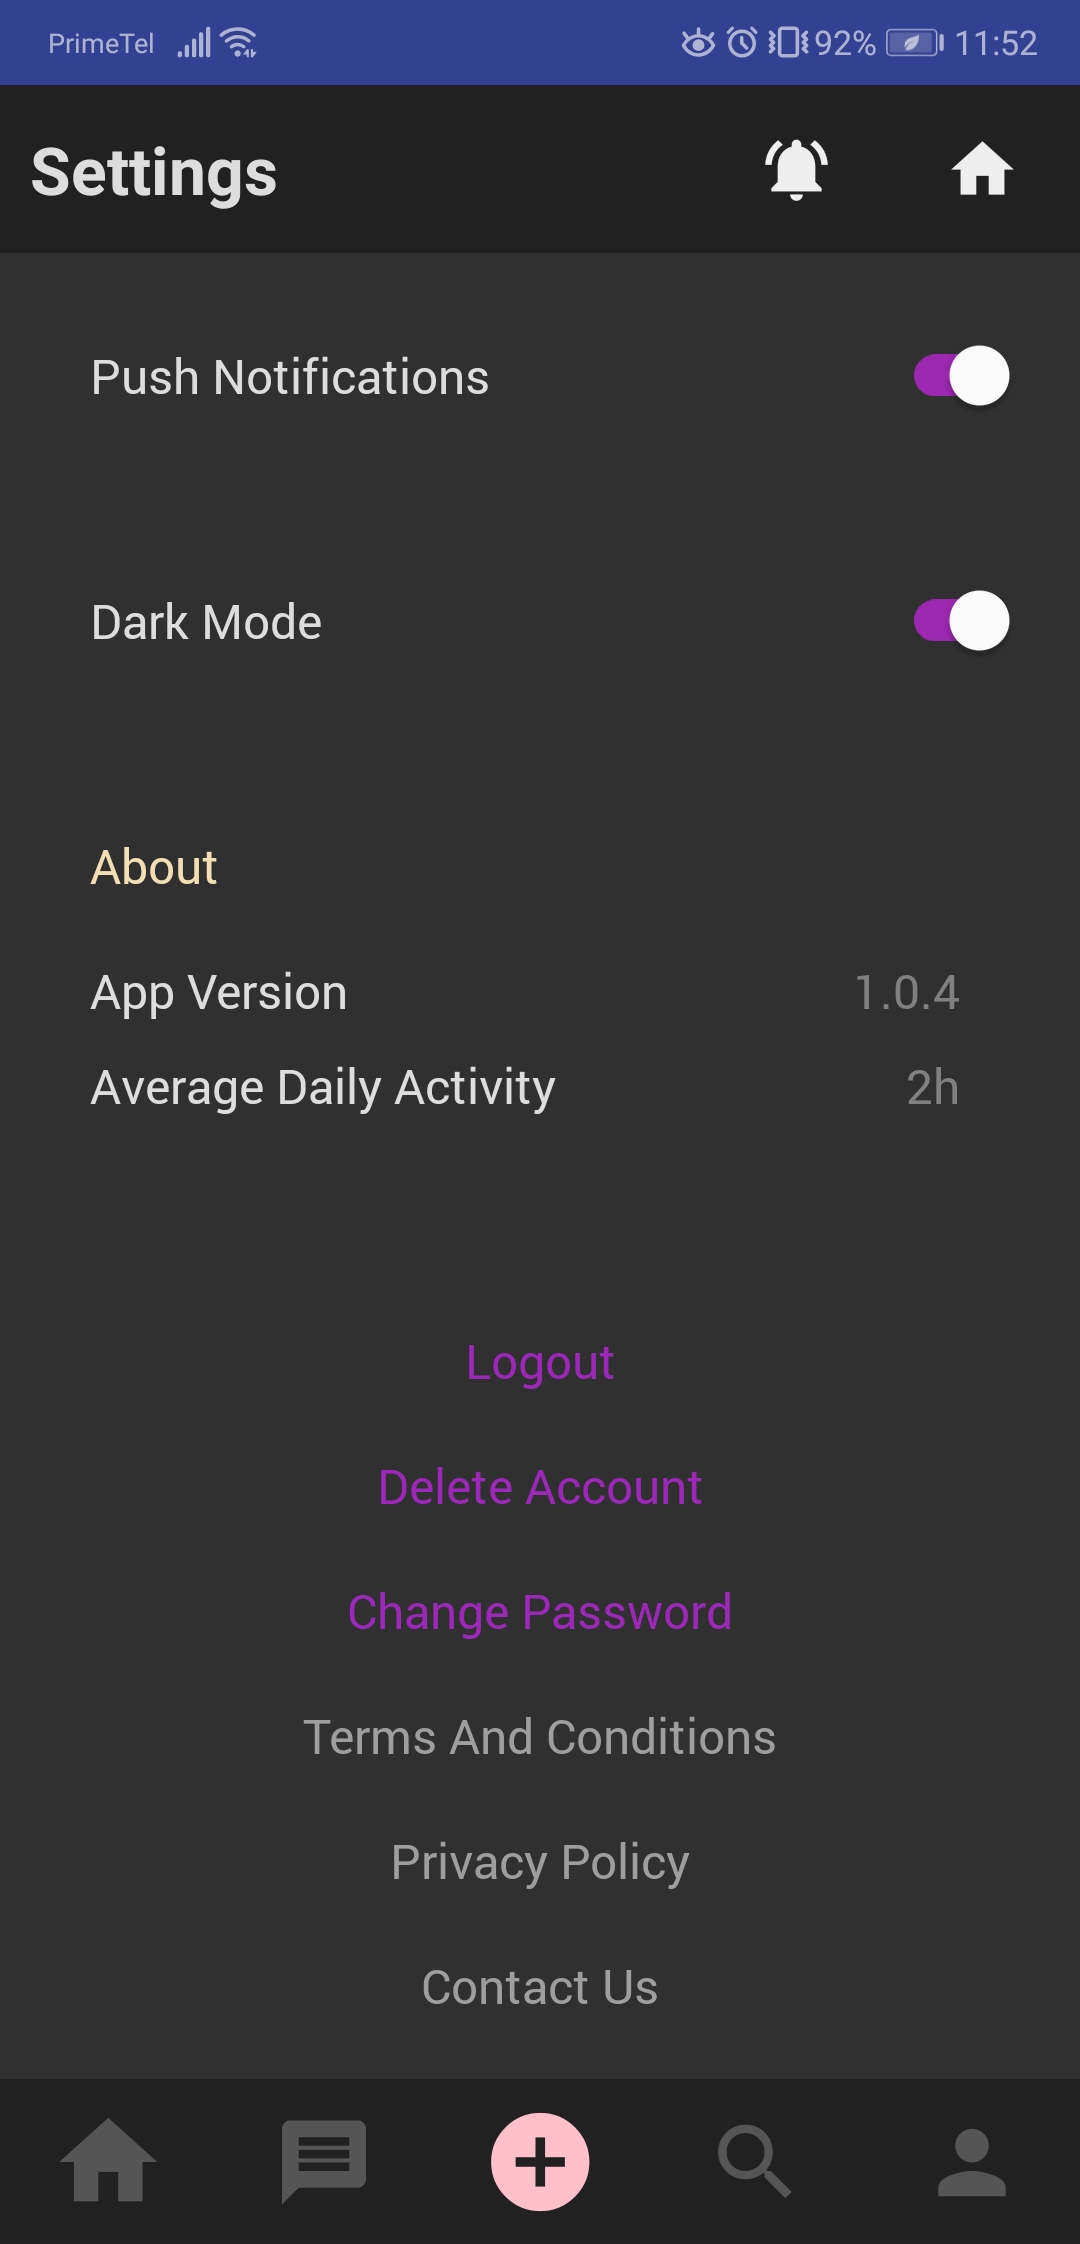 PrimeTel 92% 11:52
Settings
Push Notifications
Dark Mode
About
App Version 1.0.4
Average Daily Activity 2h
Logout
Delete Account
Change Password
Terms And Conditions
Privacy Policy
Contact Us